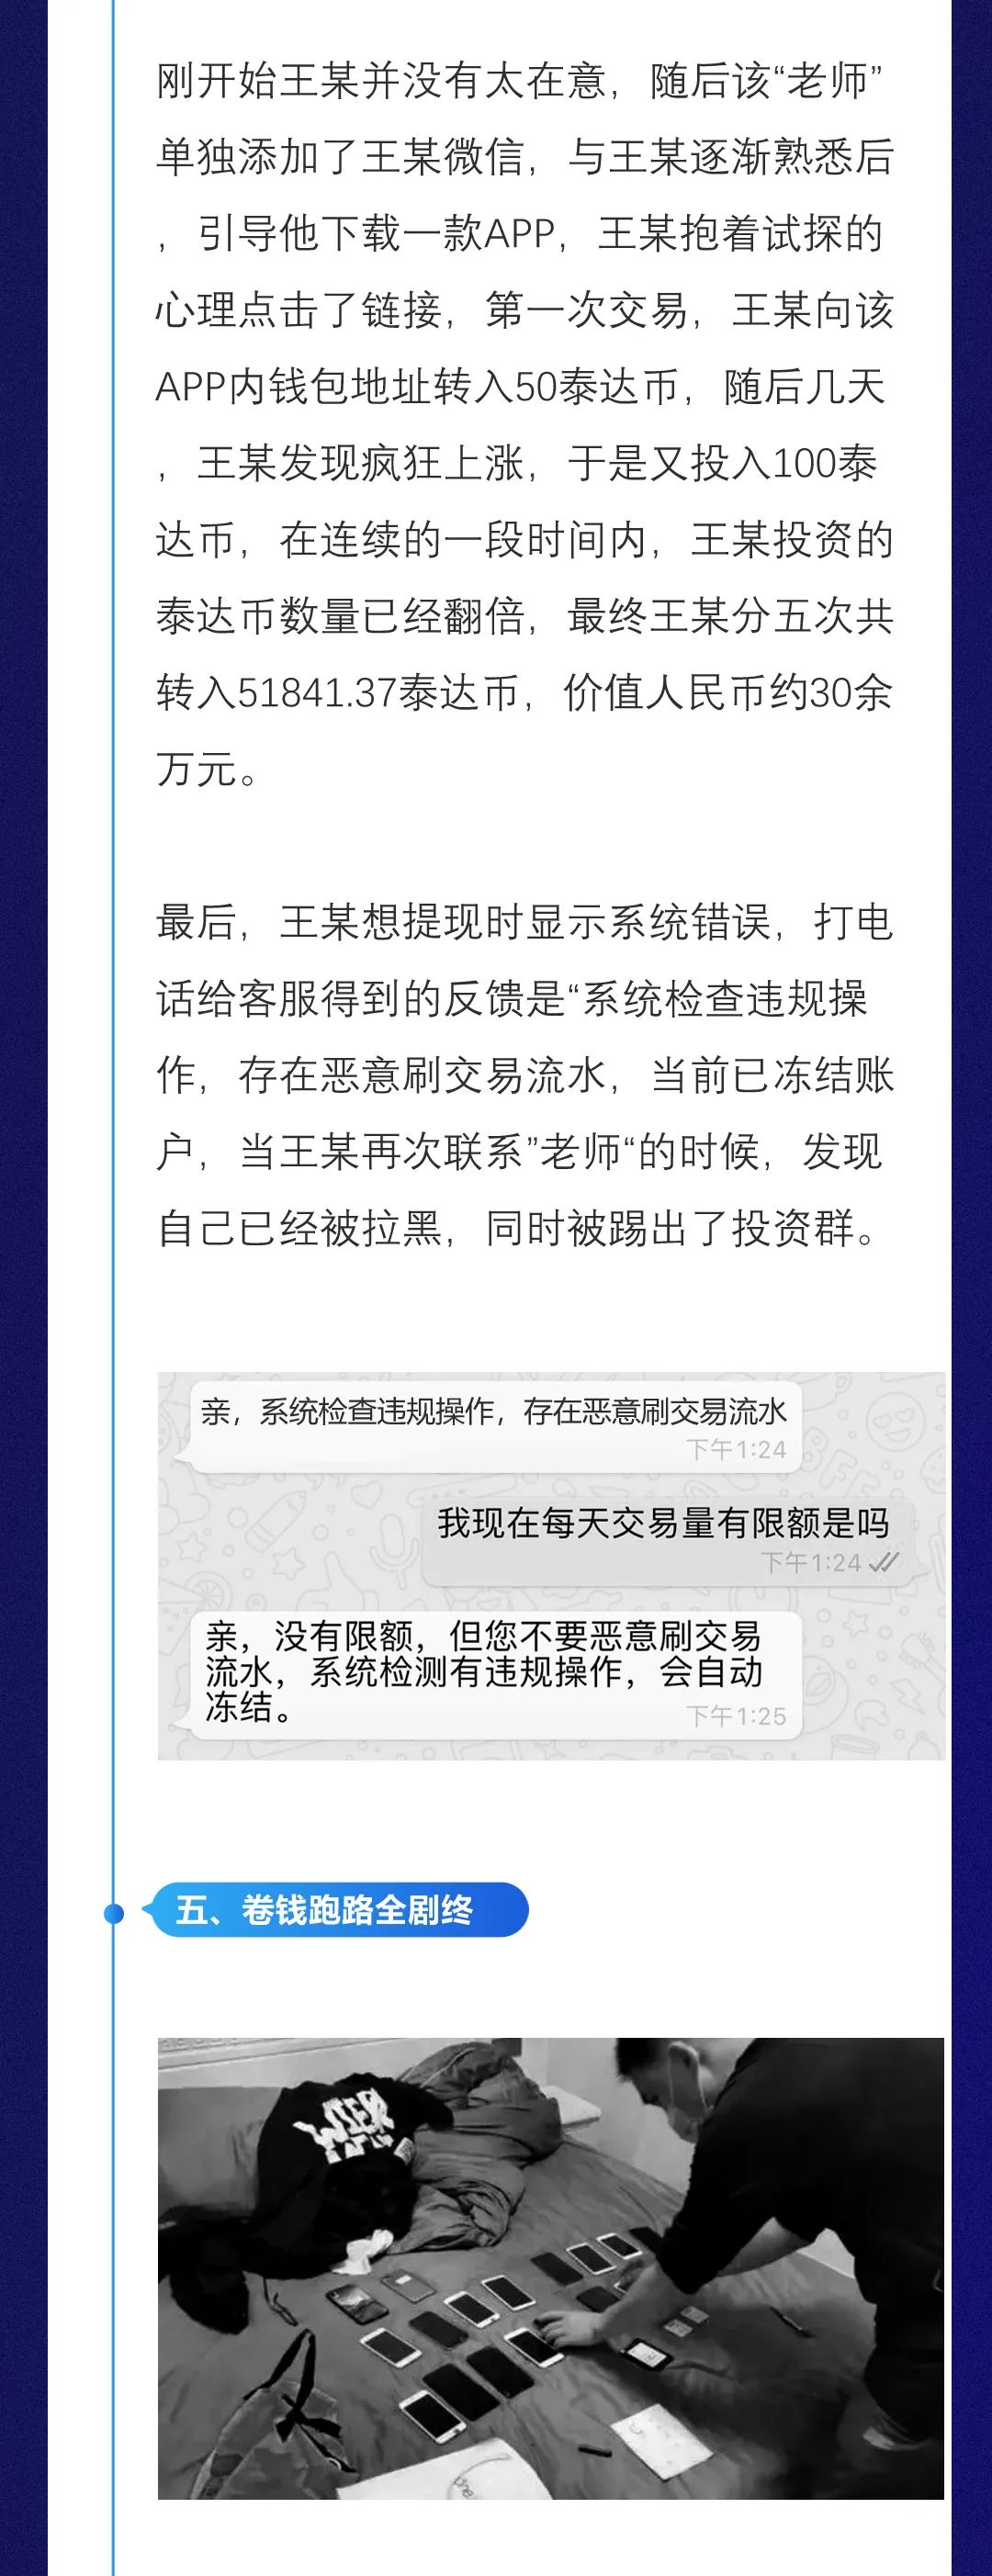 刚开始王某并没有太在意，随后该“老师”
单独添加了王某微信，与王某逐渐熟悉后
，引导他下载一款APP，王某抱着试探的
心理点击了链接，第一次交易，王某向该
APP内钱包地址转入50泰达币，随后几天
，王某发现疯狂上涨，于是又投入100泰
达币，在连续的一段时间内，王某投资的
泰达币数量已经翻倍，最终王某分五次共
转入51841.37泰达币，价值人民币约30余
万元。
最后，王某想提现时显示系统错误，打电
话给客服得到的反馈是“系统检查违规操
作，存在恶意刷交易流水，当前已冻结账
户，当王某再次联系”老师“的时候，发现
自己已经被拉黑，同时被踢出了投资群。
亲，系统检查违规操作，存在恶意刷交易流水
下午1:24
我现在每天交易量有限额是吗
下午1:24
亲，没有限额，但您不要恶意刷交易
流水，系统检测有违规操作，会自动
冻结。
下午1:25
五、卷钱跑路全剧终